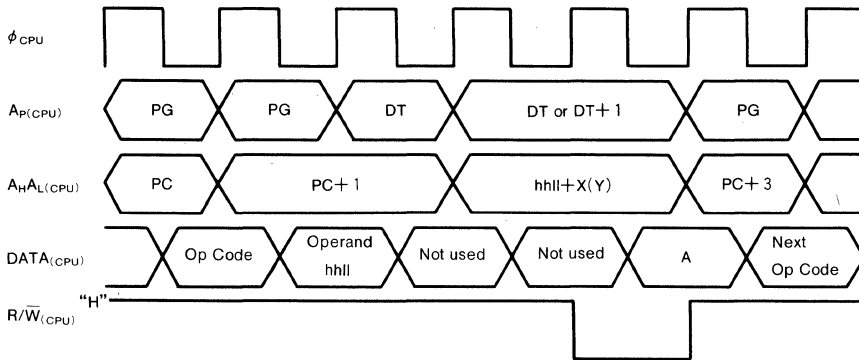 φCPU
AP(CPU) PG PG DT DT or DT+1 PG
AHAL(CPU) PC PC+1 hhll+X(Y) PC+3
DATA(CPU) Op Code Operand hhll Not used Not used A Next Op Code
R/W̅(CPU) "H"